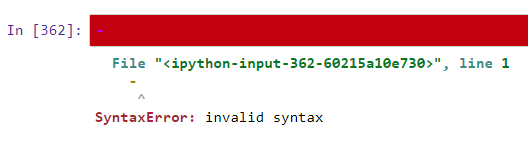 In [362]: -
File "<ipython-input-362-60215a10e730>", line 1
-
^
SyntaxError: invalid syntax